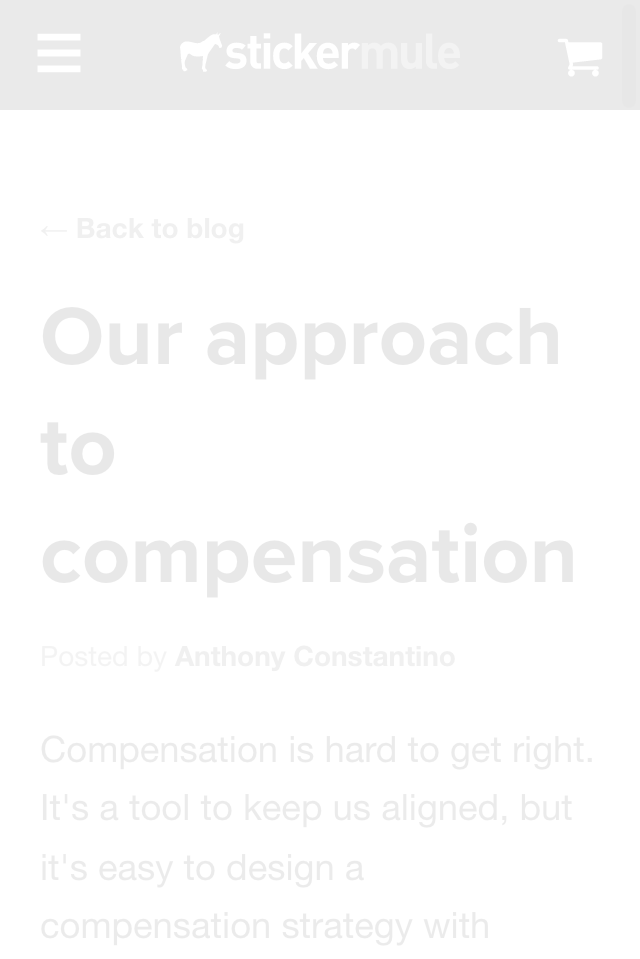 stickermule
← Back to blog
Our approach
to
compensation
Posted by Anthony Constantino
Compensation is hard to get right.
It's a tool to keep us aligned, but
it's easy to design a
compensation strategy with